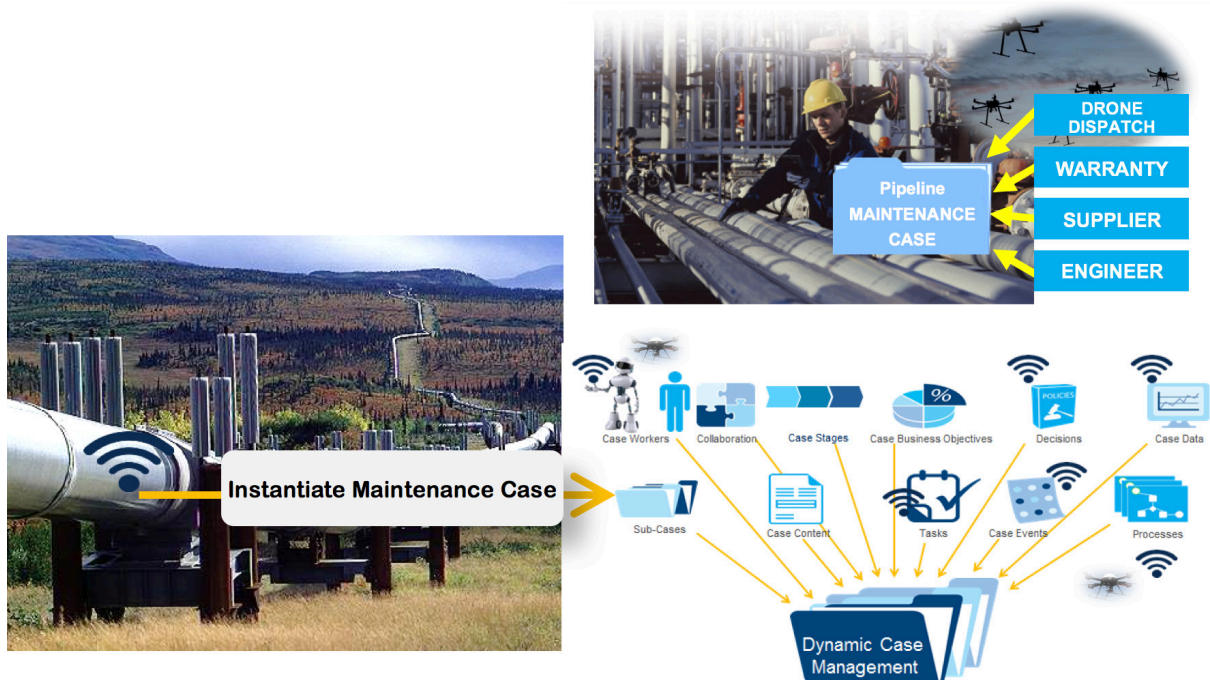 DRONE
DISPATCH
WARRANTY
SUPPLIER
ENGINEER
Pipeline
MAINTENANCE
CASE
Instantiate Maintenance Case
Case Workers
Collaboration
Case Stages
%
Case Business Objectives
POLICIES
Decisions
Case Data
Sub-Cases
Case Content
Tasks
Case Events
Processes
Dynamic Case
Management